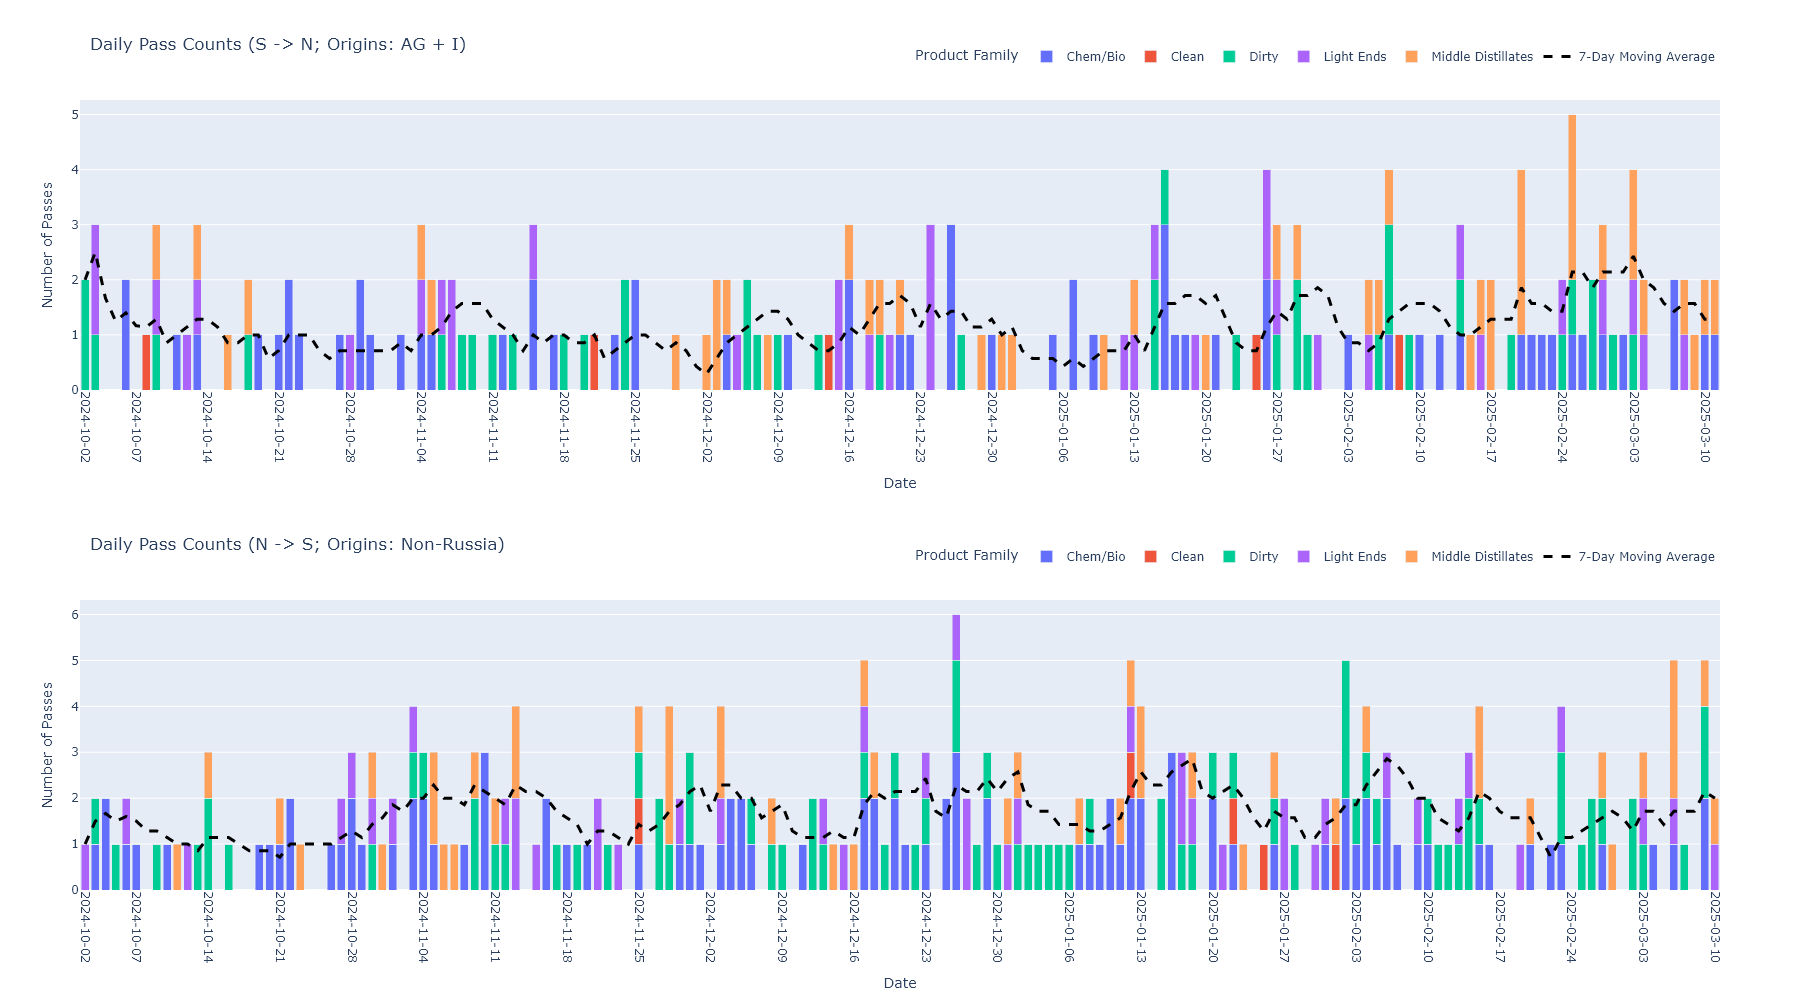 Daily Pass Counts (S -> N; Origins: AG + I)
Product Family Chem/Bio Clean Dirty Light Ends Middle Distillates 7-Day Moving Average
Number of Passes
5
4
3
2
1
0
2024-10-02 2024-10-07 2024-10-14 2024-10-21 2024-10-28 2024-11-04 2024-11-11 2024-11-18 2024-11-25 2024-12-02 2024-12-09 2024-12-16 2024-12-23 2024-12-30 2025-01-06 2025-01-13 2025-01-20 2025-01-27 2025-02-03 2025-02-10 2025-02-17 2025-02-24 2025-03-03 2025-03-10
Date
Daily Pass Counts (N -> S; Origins: Non-Russia)
Product Family Chem/Bio Clean Dirty Light Ends Middle Distillates 7-Day Moving Average
Number of Passes
6
5
4
3
2
1
0
2024-10-02 2024-10-07 2024-10-14 2024-10-21 2024-10-28 2024-11-04 2024-11-11 2024-11-18 2024-11-25 2024-12-02 2024-12-09 2024-12-16 2024-12-23 2024-12-30 2025-01-06 2025-01-13 2025-01-20 2025-01-27 2025-02-03 2025-02-10 2025-02-17 2025-02-24 2025-03-03 2025-03-10
Date